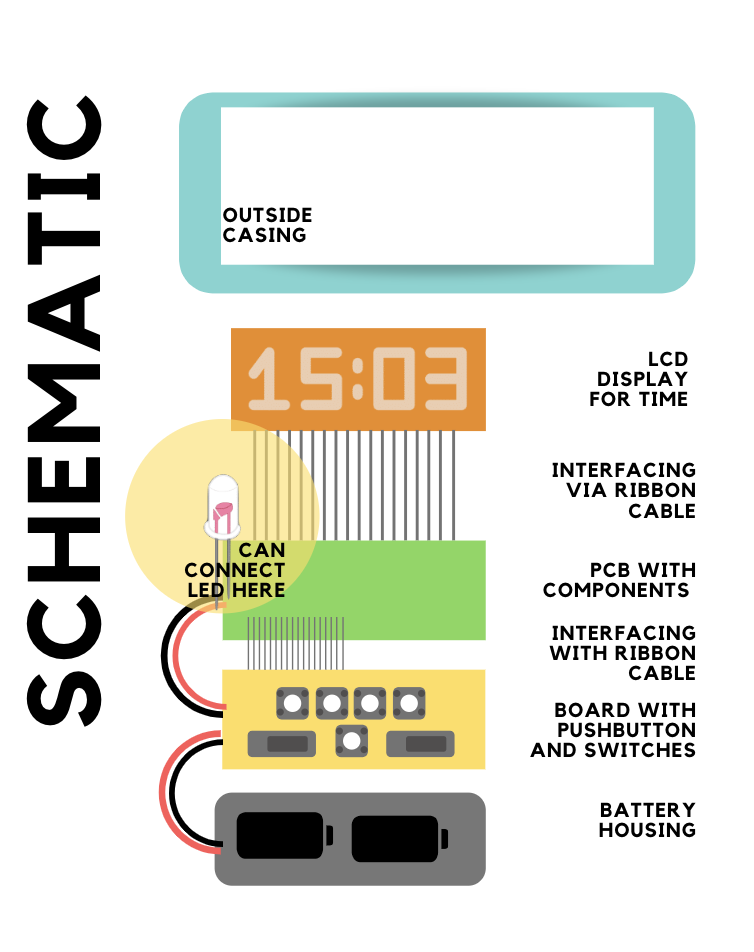 SCHEMATIC
OUTSIDE
CASING
15:03
LCD
DISPLAY
FOR TIME
INTERFACING
VIA RIBBON
CABLE
CAN
CONNECT
LED HERE
PCB WITH
COMPONENTS
INTERFACING
WITH RIBBON
CABLE
BOARD WITH
PUSHBUTTON
AND SWITCHES
BATTERY
HOUSING